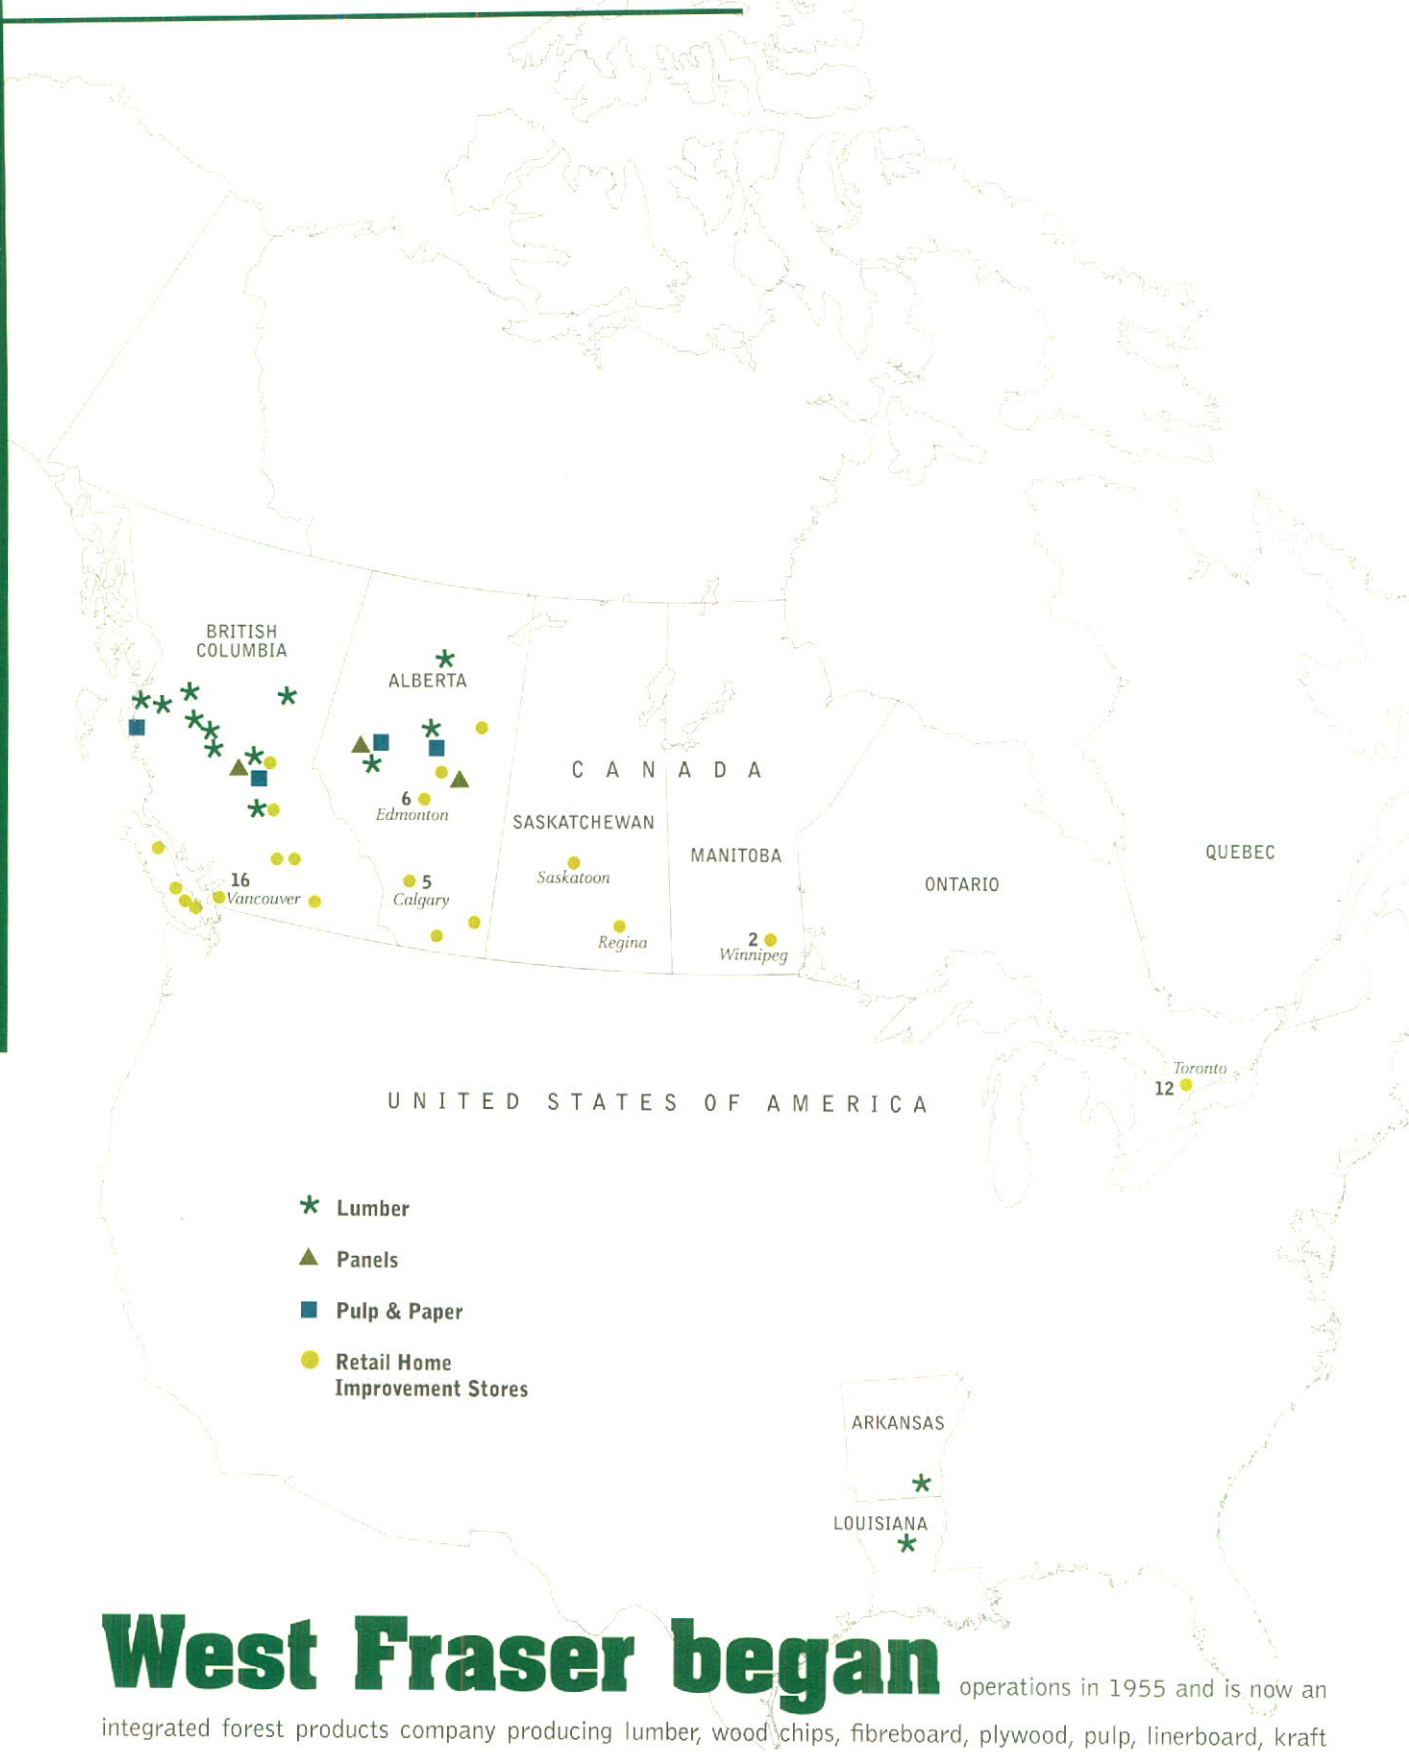 BRITISH
COLUMBIA
ALBERTA
C A N A D A
6
Edmonton
SASKATCHEWAN
MANITOBA
QUEBEC
Saskatoon
16
Vancouver
5
Calgary
ONTARIO
Regina
2
Winnipeg
Toronto
12
UNITED STATES OF AMERICA
Lumber
Panels
Pulp & Paper
Retail Home
Improvement Stores
ARKANSAS
LOUISIANA
West Fraser began operations in 1955 and is now an
integrated forest products company producing lumber, wood chips, fibreboard, plywood, pulp, linerboard, kraft